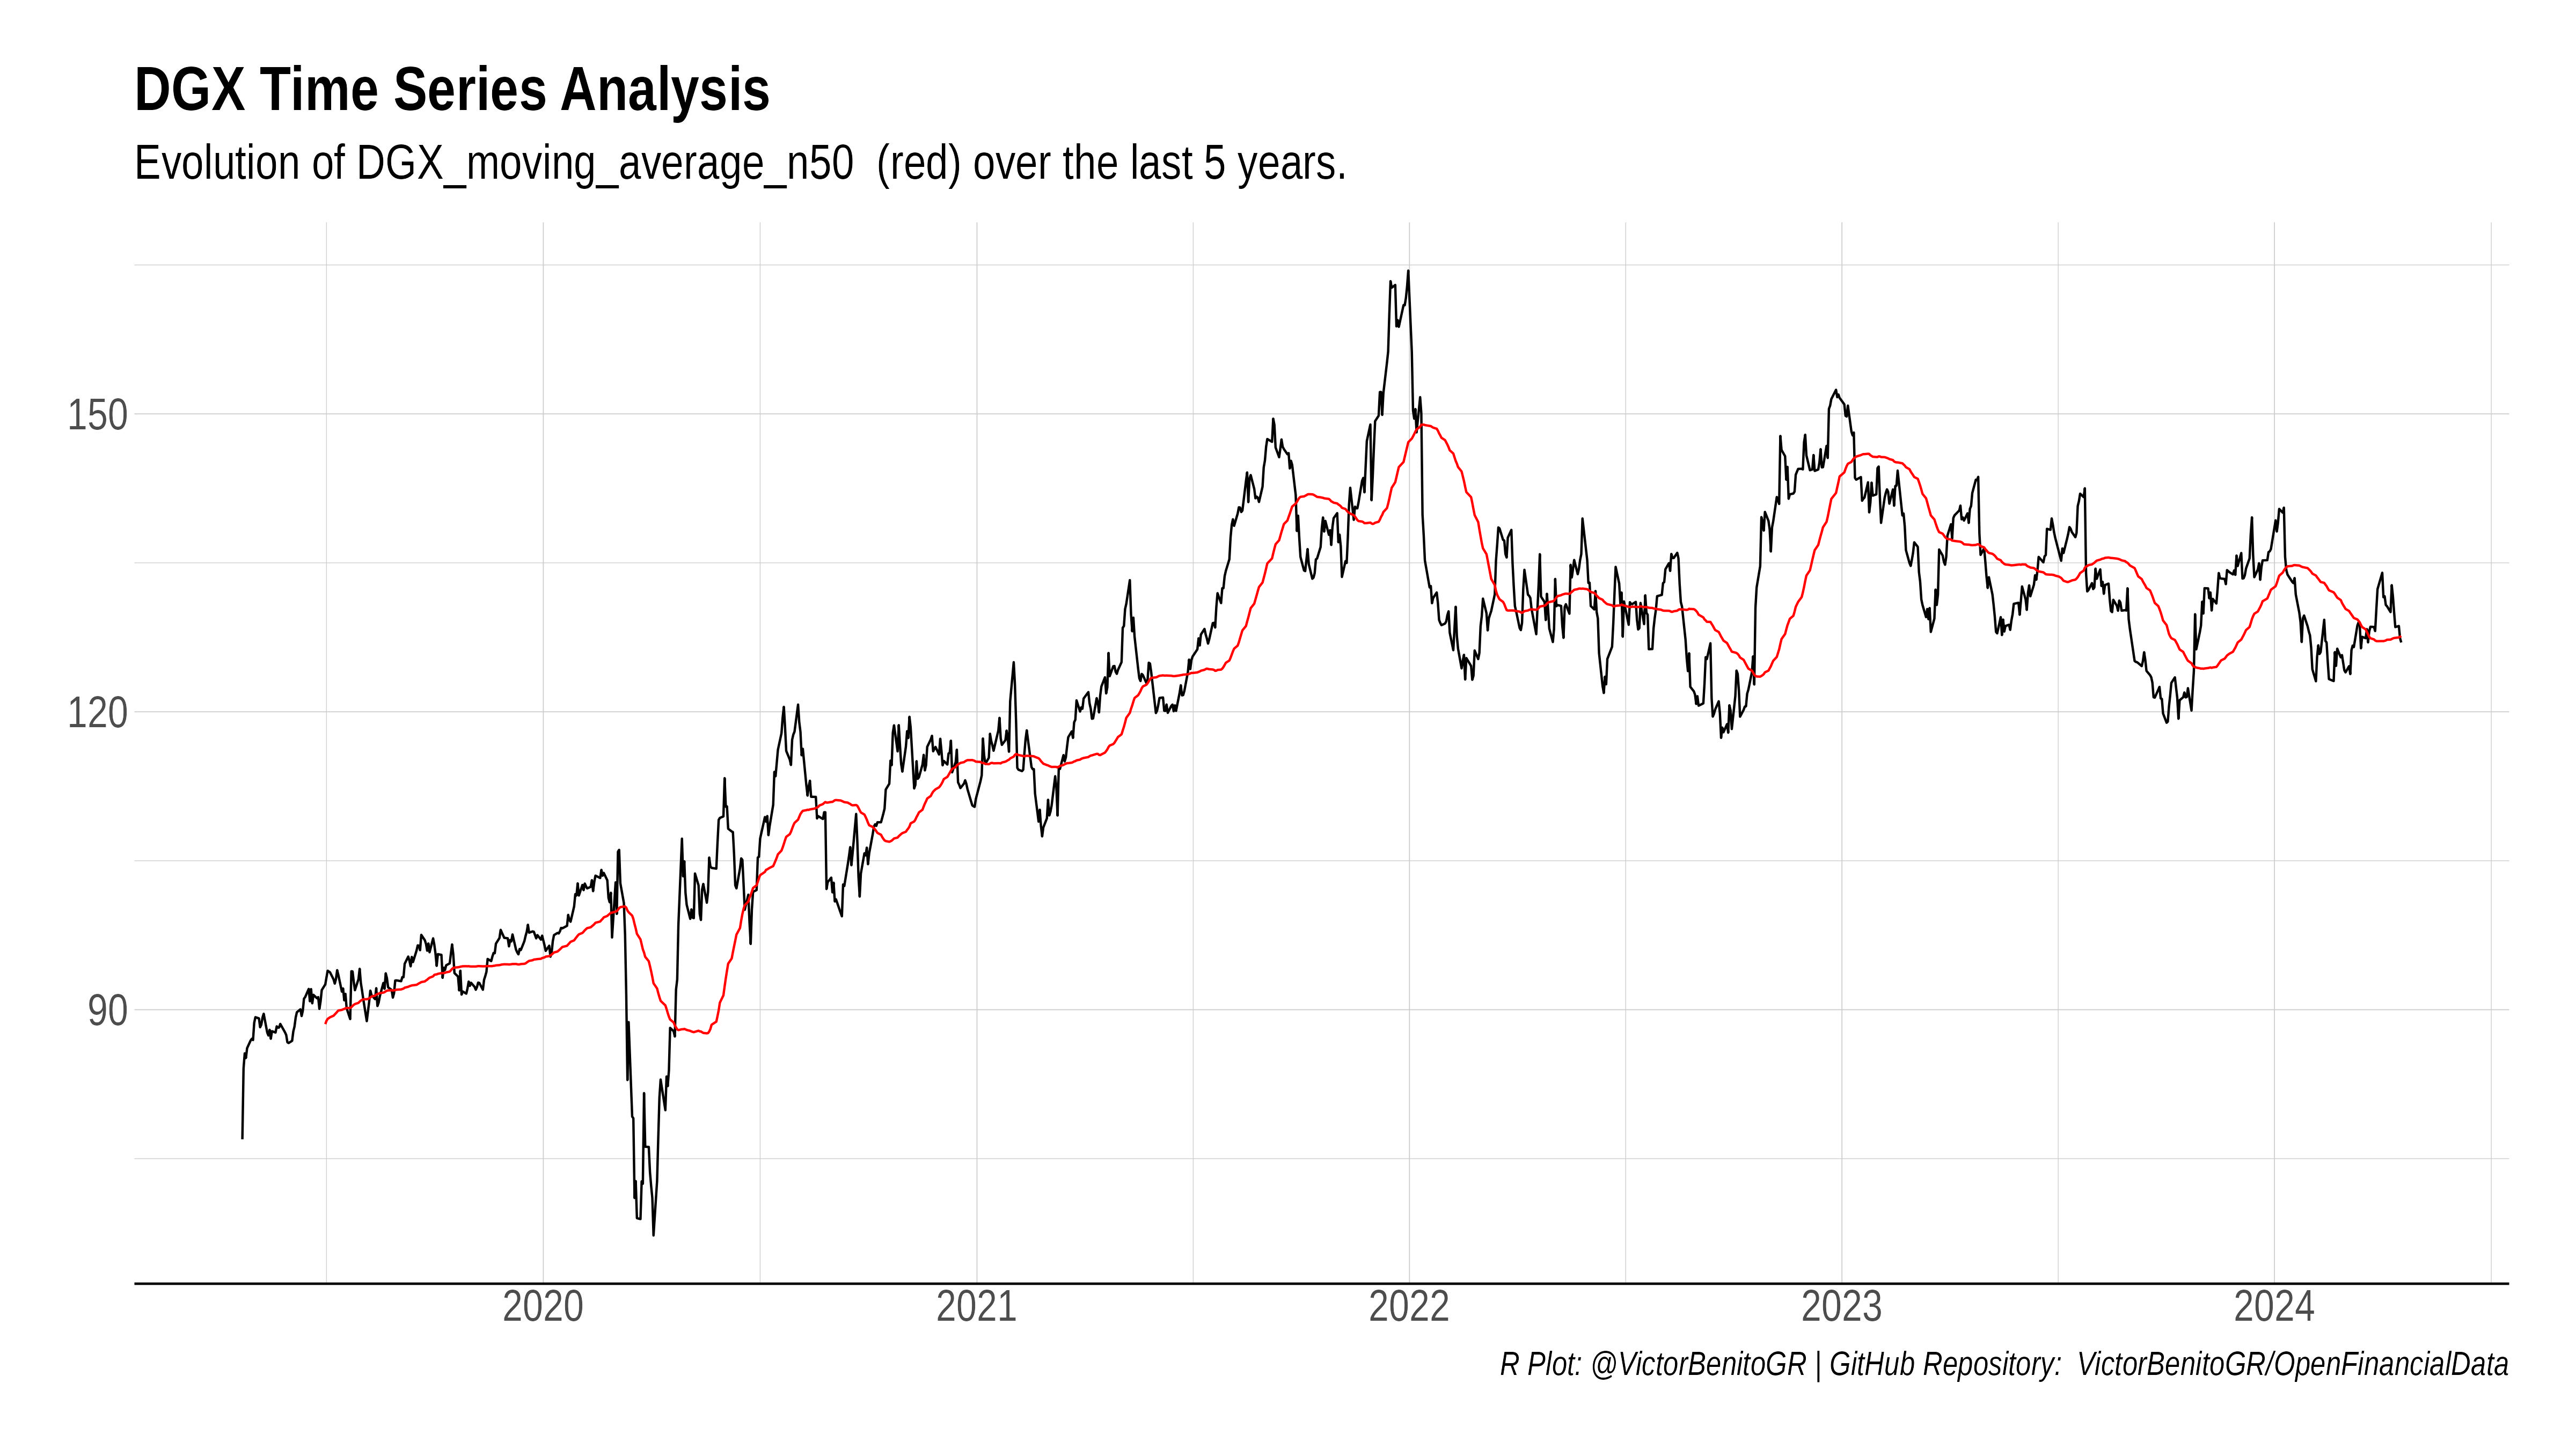 DGX Time Series Analysis
Evolution of DGX_moving_average_n50  (red) over the last 5 years.
150
120
90
2020 2021 2022 2023 2024
R Plot: @VictorBenitoGR | GitHub Repository:  VictorBenitoGR/OpenFinancialData